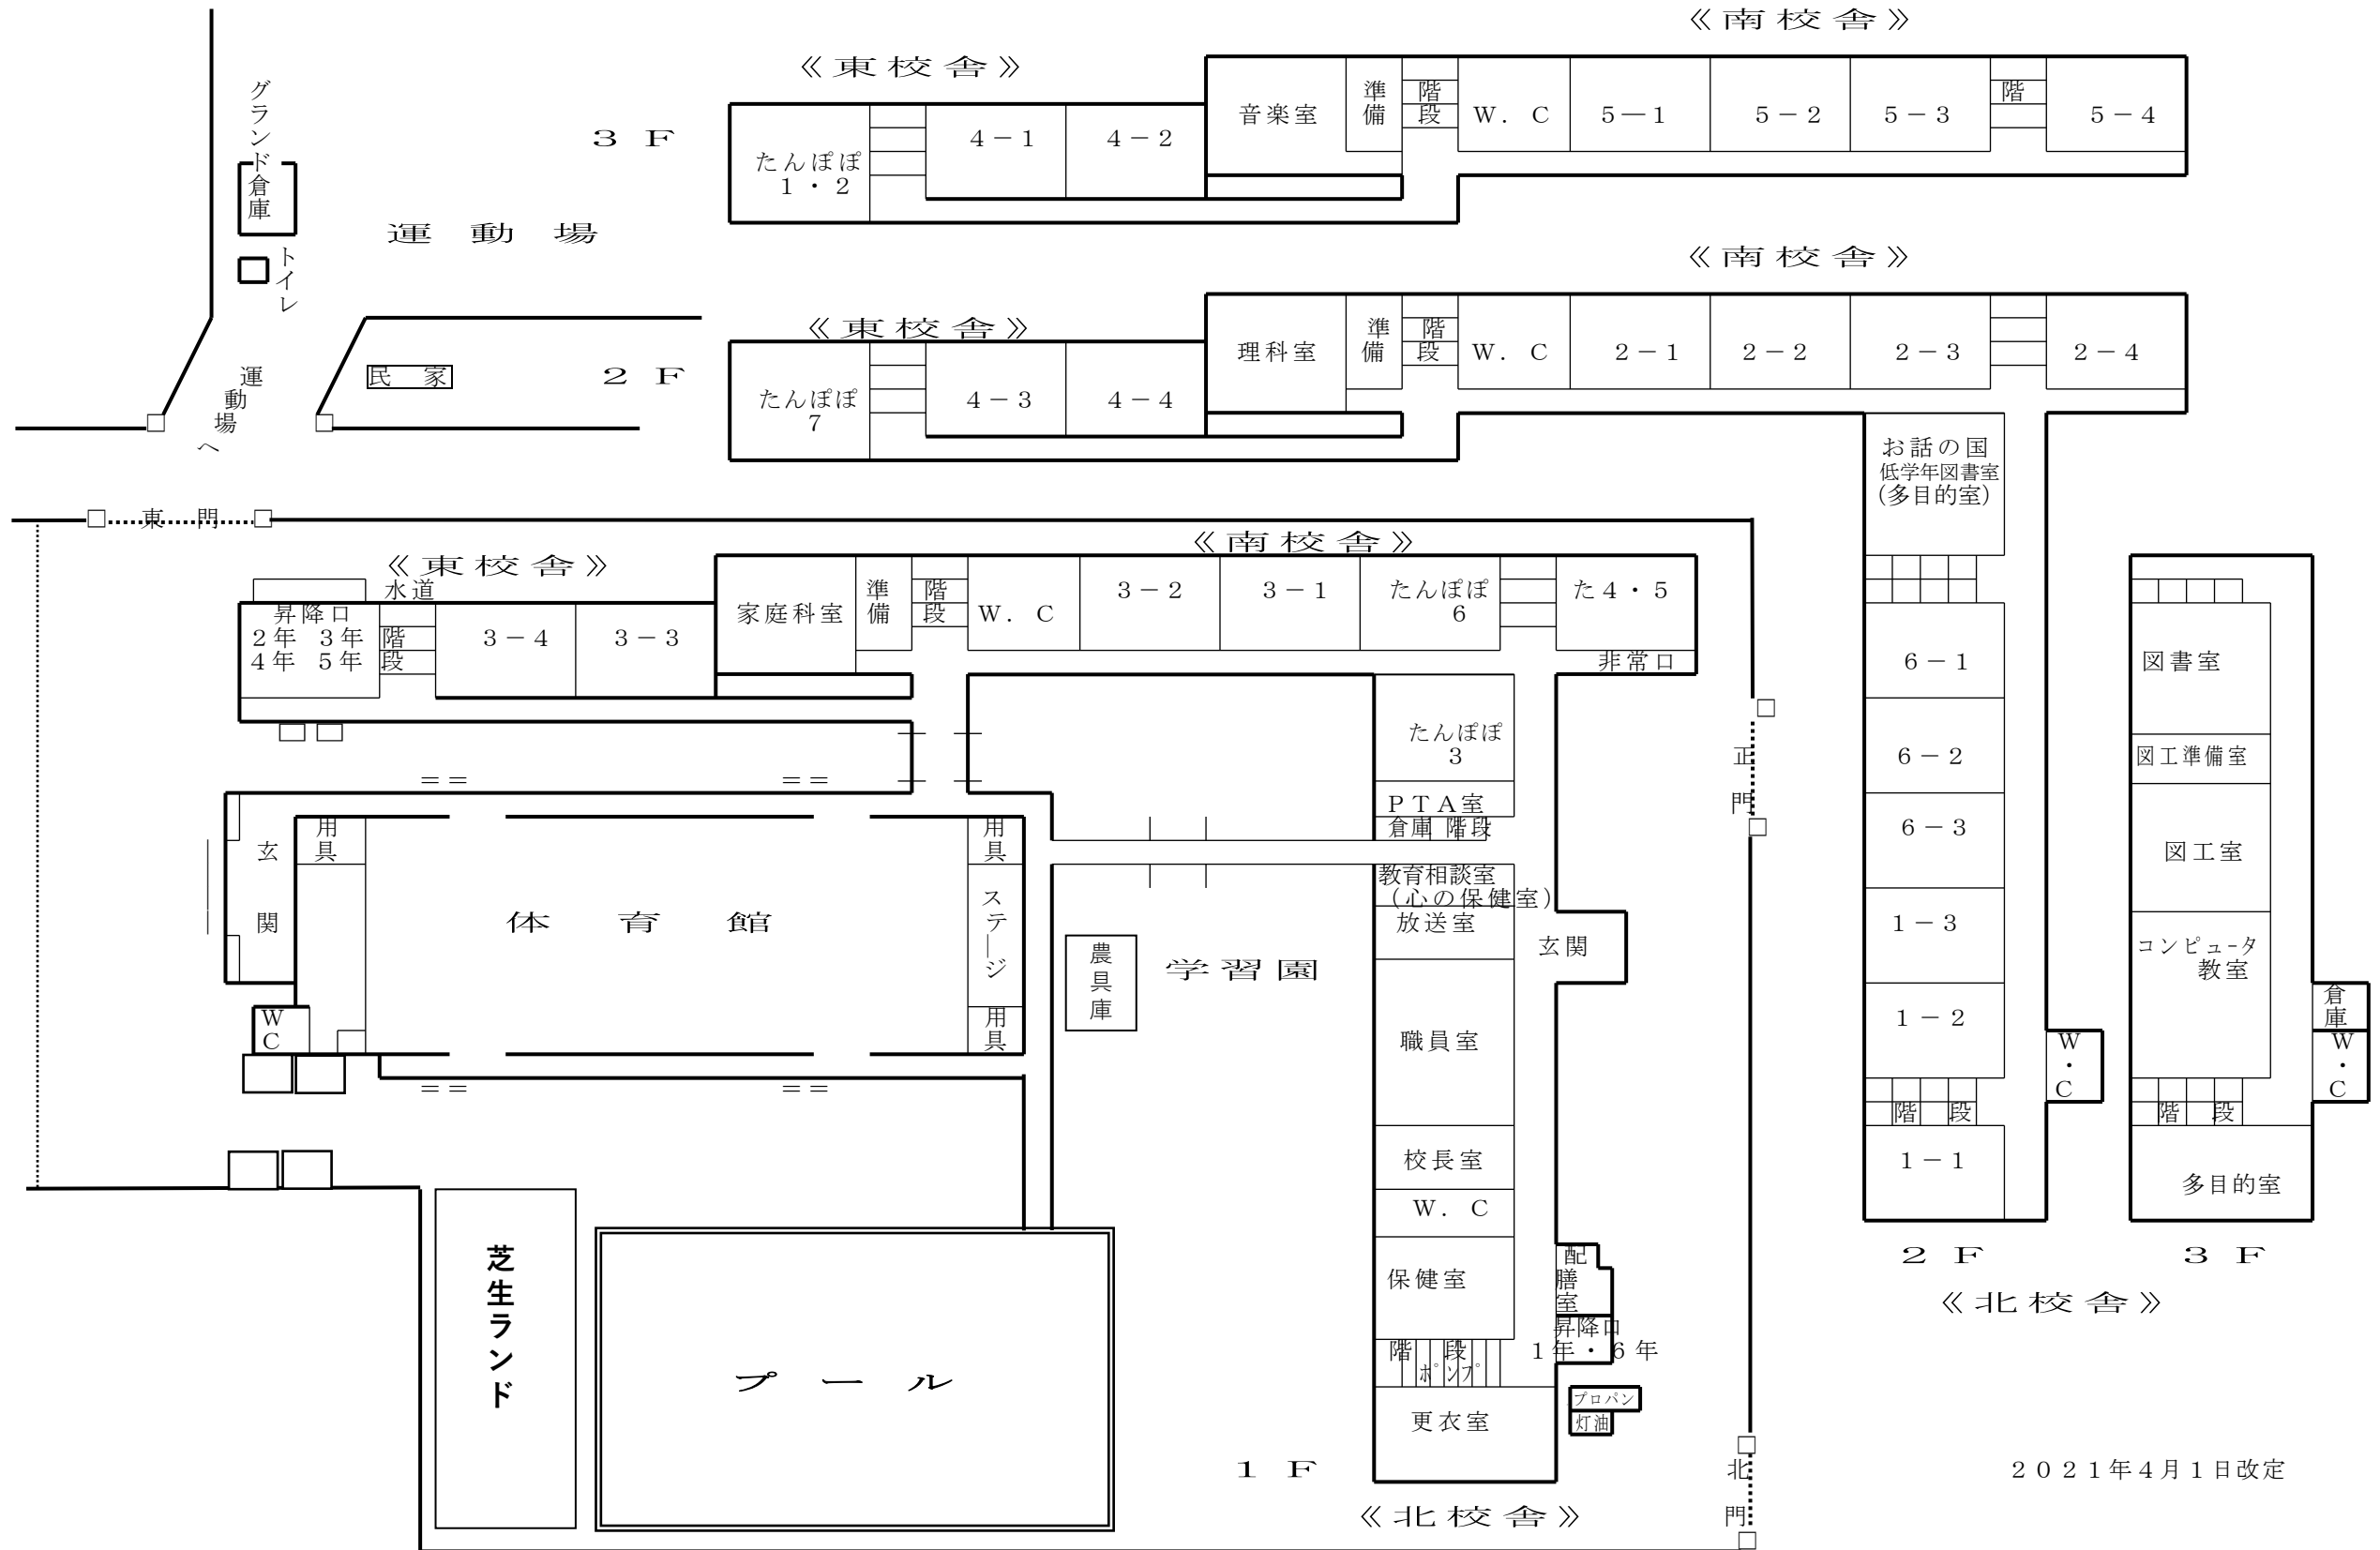 《南校舎》
《東校舎》
グランド倉庫
３Ｆ
たんぽぽ
１・２
４－１
４－２
音楽室
準備
階段
Ｗ．Ｃ
５―１
５－２
５－３
階
５－４
運動場
トイレ
《南校舎》
《東校舎》
民　家
２Ｆ
たんぽぽ
７
４－３
４－４
理科室
準備
階段
Ｗ．Ｃ
２－１
２－２
２－３
２－４
運動場へ
お話の国
低学年図書室
（多目的室）
東　門
《南校舎》
《東校舎》
水道
昇降口
２年　３年
４年　５年
階段
３－４
３－３
家庭科室
準備
階段
Ｗ．Ｃ
３－２
３－１
たんぽぽ
６
た４・５
非常口
６－１
図書室
たんぽぽ
３
正門
６－２
図工準備室
＝＝
＝＝
ＰＴＡ室
倉庫 階段
６－３
玄関
用具
用具
図工室
教育相談室
（心の保健室）
放送室
玄関
１－３
コンピュｰタ
教室
体育館
ステ―ジ
農具庫
学習園
倉庫
ＷＣ
用具
職員室
１－２
Ｗ・Ｃ
Ｗ・Ｃ
＝＝
＝＝
階　段
階　段
校長室
１－１
多目的室
Ｗ．Ｃ
芝生ランド
保健室
配膳室
２Ｆ
３Ｆ
《北校舎》
昇降口
１年・６年
階　段
ポンプ
プール
プロパン
灯油
更衣室
１Ｆ
北門
２０２１年４月１日改定
《北校舎》